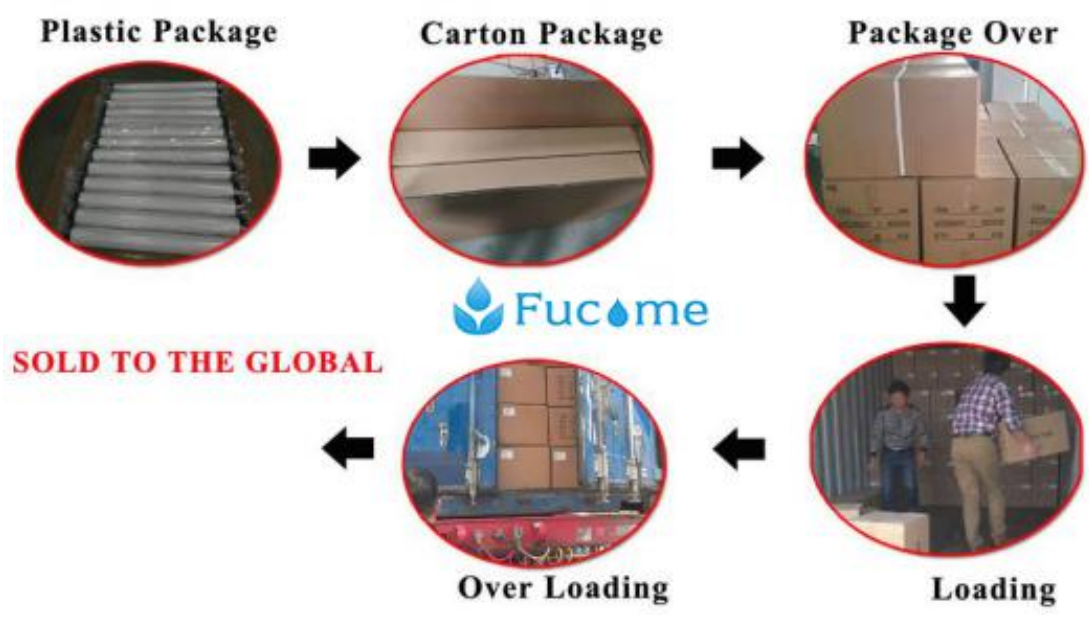 Plastic Package
Carton Package
Package Over
Fucome
SOLD TO THE GLOBAL
Over Loading
Loading